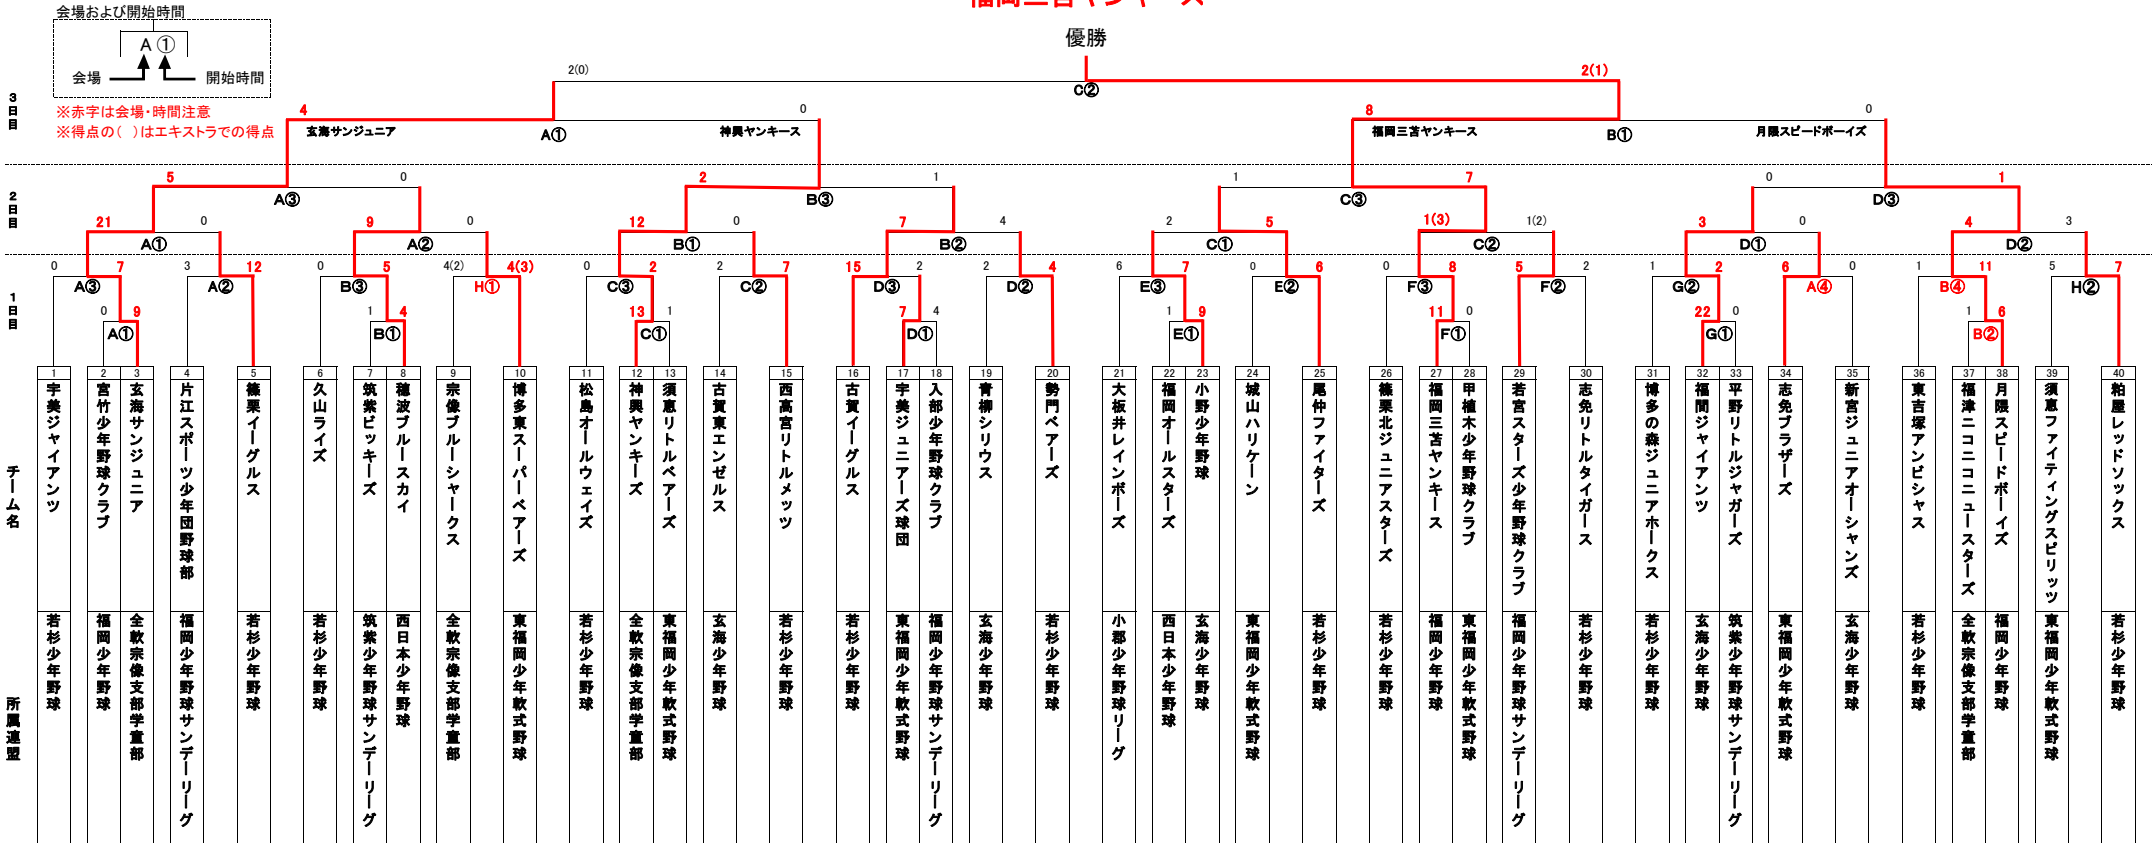 福岡三苫ヤンキース
会場および開始時間
A ①
会場 開始時間
※赤字は会場・時間注意
※得点の( )はエキストラでの得点
優勝
3日目
2(0) 2(1)
C②
4 0 8 0
玄海サンジュニア A① 神興ヤンキース 福岡三苫ヤンキース B① 月隈スピードボーイズ
2日目
5 0 2 1 1 7 0 1
A③ B③ C③ D③
21 0 9 0 12 0 7 4 2 5 1(3) 1(2) 3 0 4 3
A① A② B① B② C① C② D① D②
1日目
0 7 3 12 0 5 4(2) 4(3) 0 2 2 7 15 2 2 4 6 7 0 6 0 8 5 2 1 2 6 0 1 11 5 7
A③ A② B③ H① C③ C② D③ D② E③ E② F③ F② G② A④ B④ H②
0 9 1 4 13 1 7 4 1 9 11 0 22 0 1 6
A① B① C① D① E① F① G① B②
1 2 3 4 5 6 7 8 9 10 11 12 13 14 15 16 17 18 19 20 21 22 23 24 25 26 27 28 29 30 31 32 33 34 35 36 37 38 39 40
チーム名
宇美ジャイアンツ
宮竹少年野球クラブ
玄海サンジュニア
片江スポーツ少年団野球部
篠栗イーグルス
久山ライズ
筑紫ビッキーズ
穂波ブルースカイ
宗像ブルーシャークス
博多東スーパーベアーズ
松島オールウェイズ
神興ヤンキーズ
須恵リトルベアーズ
古賀東エンゼルス
西高宮リトルメッツ
古賀イーグルス
宇美ジュニアーズ球団
入部少年野球クラブ
青柳シリウス
勢門ベアーズ
大板井レインボーズ
福岡オールスターズ
小野少年野球
城山ハリケーン
尾仲ファイターズ
篠栗北ジュニアスターズ
福岡三苫ヤンキース
甲植木少年野球クラブ
若宮スターズ少年野球クラブ
志免リトルタイガース
博多の森ジュニアホークス
福間ジャイアンツ
平野リトルジャガーズ
志免ブラザーズ
新宮ジュニアオーシャンズ
東吉塚アンビシャス
福津ニコニコニュースターズ
月隈スピードボーイズ
須恵ファイティングスピリッツ
粕屋レッドソックス
所属連盟
若杉少年野球
福岡少年野球
全軟宗像支部学童部
福岡少年野球サンデーリーグ
若杉少年野球
若杉少年野球
筑紫少年野球サンデーリーグ
西日本少年野球
全軟宗像支部学童部
東福岡少年軟式野球
若杉少年野球
全軟宗像支部学童部
東福岡少年軟式野球
玄海少年野球
若杉少年野球
若杉少年野球
東福岡少年軟式野球
福岡少年野球サンデーリーグ
玄海少年野球
若杉少年野球
小郡少年野球リーグ
西日本少年野球
玄海少年野球
東福岡少年軟式野球
若杉少年野球
若杉少年野球
福岡少年野球
東福岡少年軟式野球
福岡少年野球サンデーリーグ
若杉少年野球
若杉少年野球
玄海少年野球
筑紫少年野球サンデーリーグ
東福岡少年軟式野球
玄海少年野球
若杉少年野球
全軟宗像支部学童部
福岡少年野球
東福岡少年軟式野球
若杉少年野球